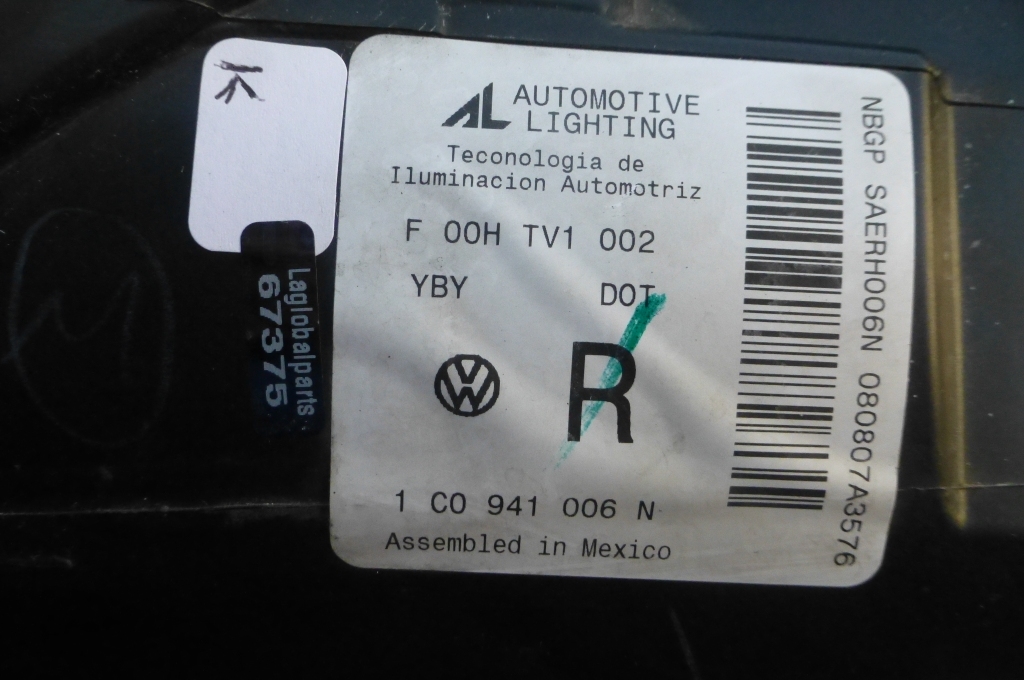 K
AL AUTOMOTIVE
LIGHTING
Teconologia de
Iluminacion Automotriz
F 00H TV1 002
YBY DOT
R
1 C0 941 006 N
Assembled in Mexico
NBGP SAERH006N 080807A3576
Laglobalparts
67375